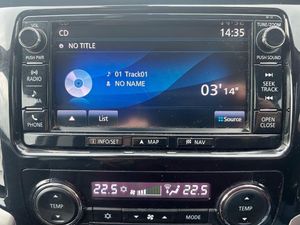 CD
14:35
VOL
TUNE/ZOOM
NO TITLE
PUSH PWR
PUSH SOUND
01 Track01
NO NAME
RADIO
SEEK
TRACK
03'14"
MEDIA
PHONE
List
Source
OPEN
CLOSE
INFO/SET
MAP
NAV
22.5
22.5
TEMP
MODE
TEMP